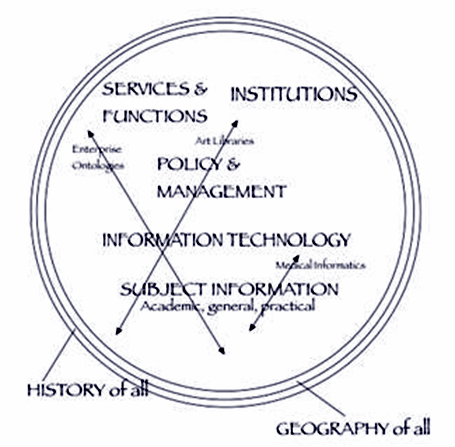 SERVICES &
FUNCTIONS
INSTITUTIONS
Enterprise
Ontologies
Art Libraries
POLICY &
MANAGEMENT
INFORMATION TECHNOLOGY
Medical Informatics
SUBJECT INFORMATION
Academic, general, practical
HISTORY of all
GEOGRAPHY of all